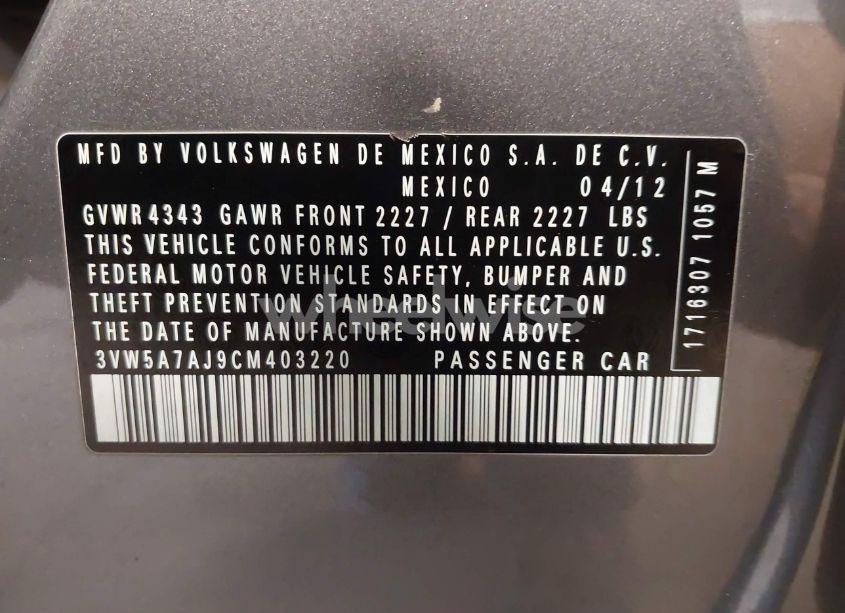 MFD BY VOLKSWAGEN DE MEXICO S.A. DE C.V.
MEXICO 04/12
GVWR 4343 GAWR FRONT 2227 / REAR 2227 LBS
THIS VEHICLE CONFORMS TO ALL APPLICABLE U.S.
FEDERAL MOTOR VEHICLE SAFETY, BUMPER AND
THEFT PREVENTION STANDARDS IN EFFECT ON
THE DATE OF MANUFACTURE SHOWN ABOVE.
3VW5A7AJ9CM403220 PASSENGER CAR
1716307 1057 M
wheelwise